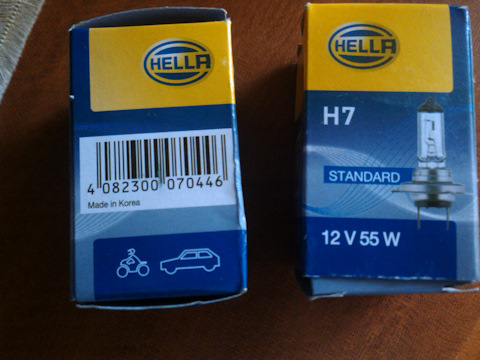 HELLA
4 082300 070446
Made in Korea
HELLA
H7
STANDARD
12 V 55 W